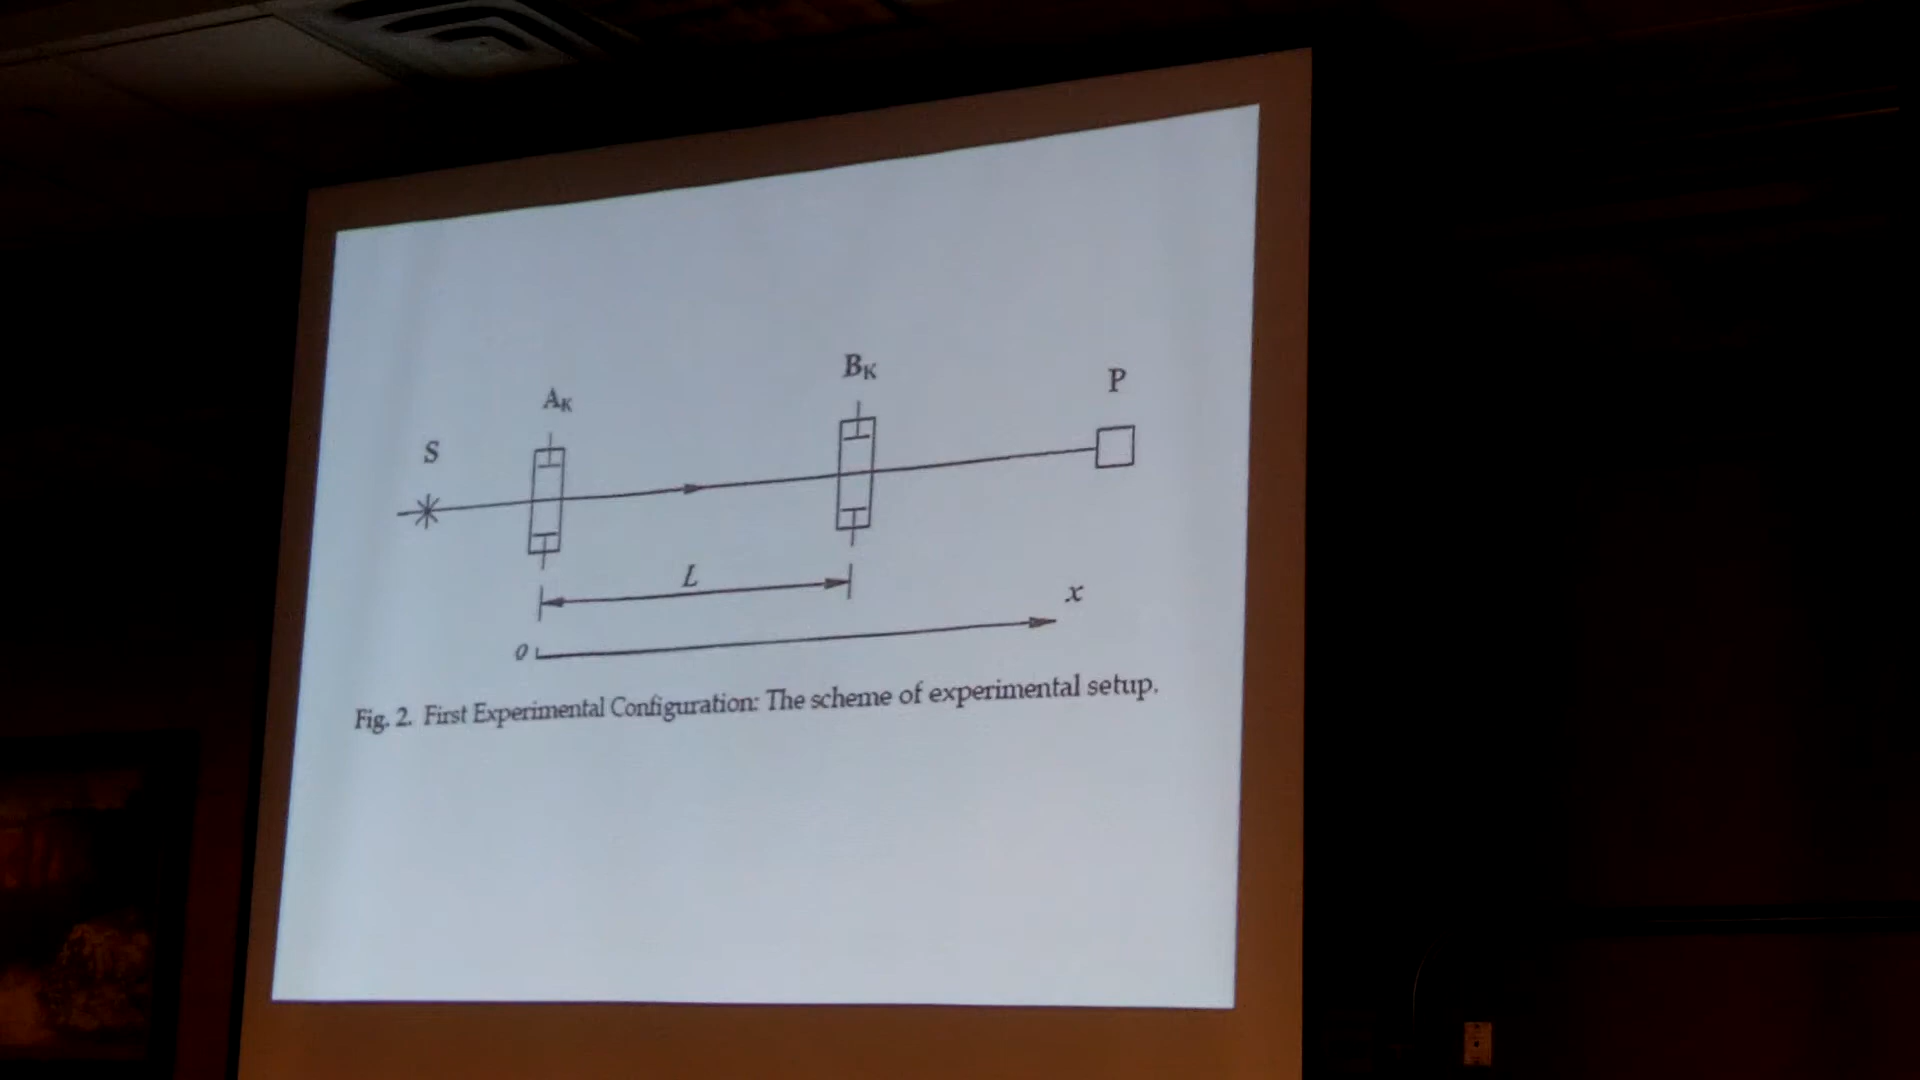 S
A_K
B_K
P
L
x
0
Fig. 2. First Experimental Configuration: The scheme of experimental setup.